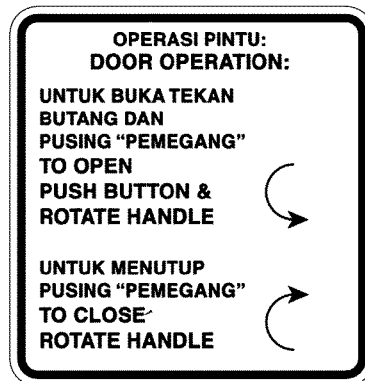 OPERASI PINTU:
DOOR OPERATION:
UNTUK BUKA TEKAN
BUTANG DAN
PUSING “PEMEGANG”
TO OPEN
PUSH BUTTON &
ROTATE HANDLE
UNTUK MENUTUP
PUSING “PEMEGANG”
TO CLOSE
ROTATE HANDLE